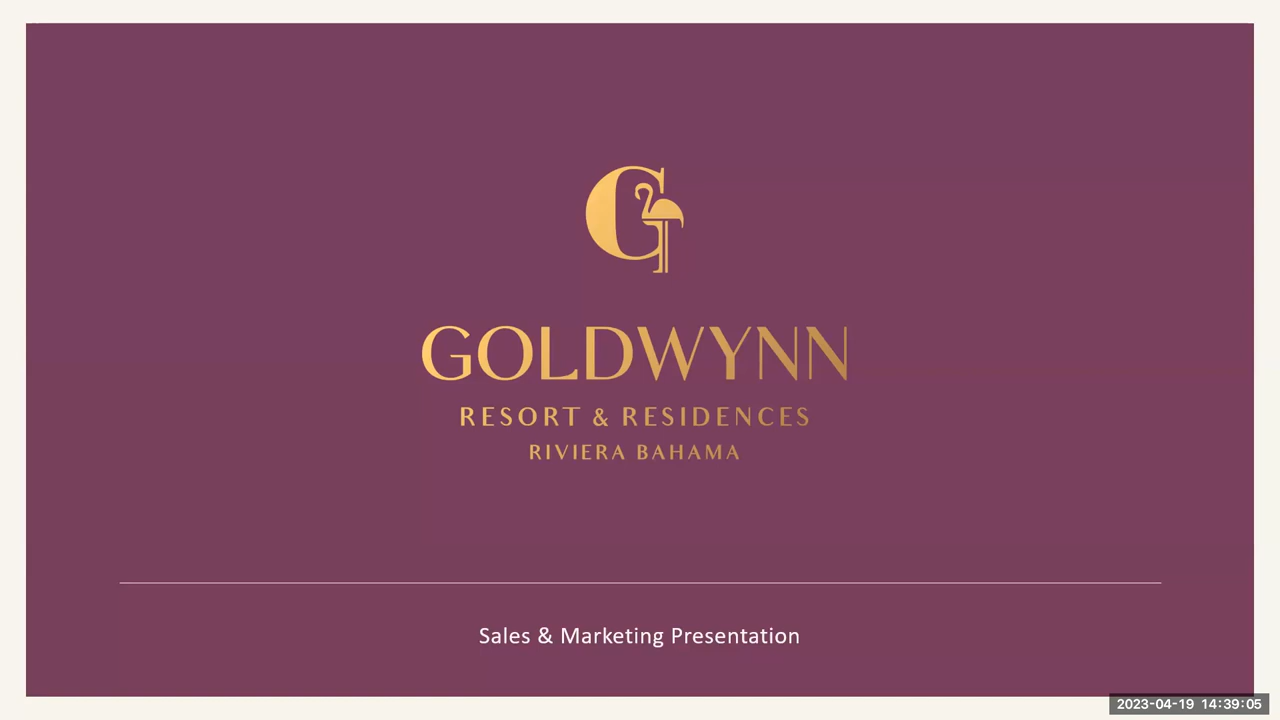 G
GOLDWYNN
RESORT & RESIDENCES
RIVIERA BAHAMA
Sales & Marketing Presentation
2023-04-19 14:39:05